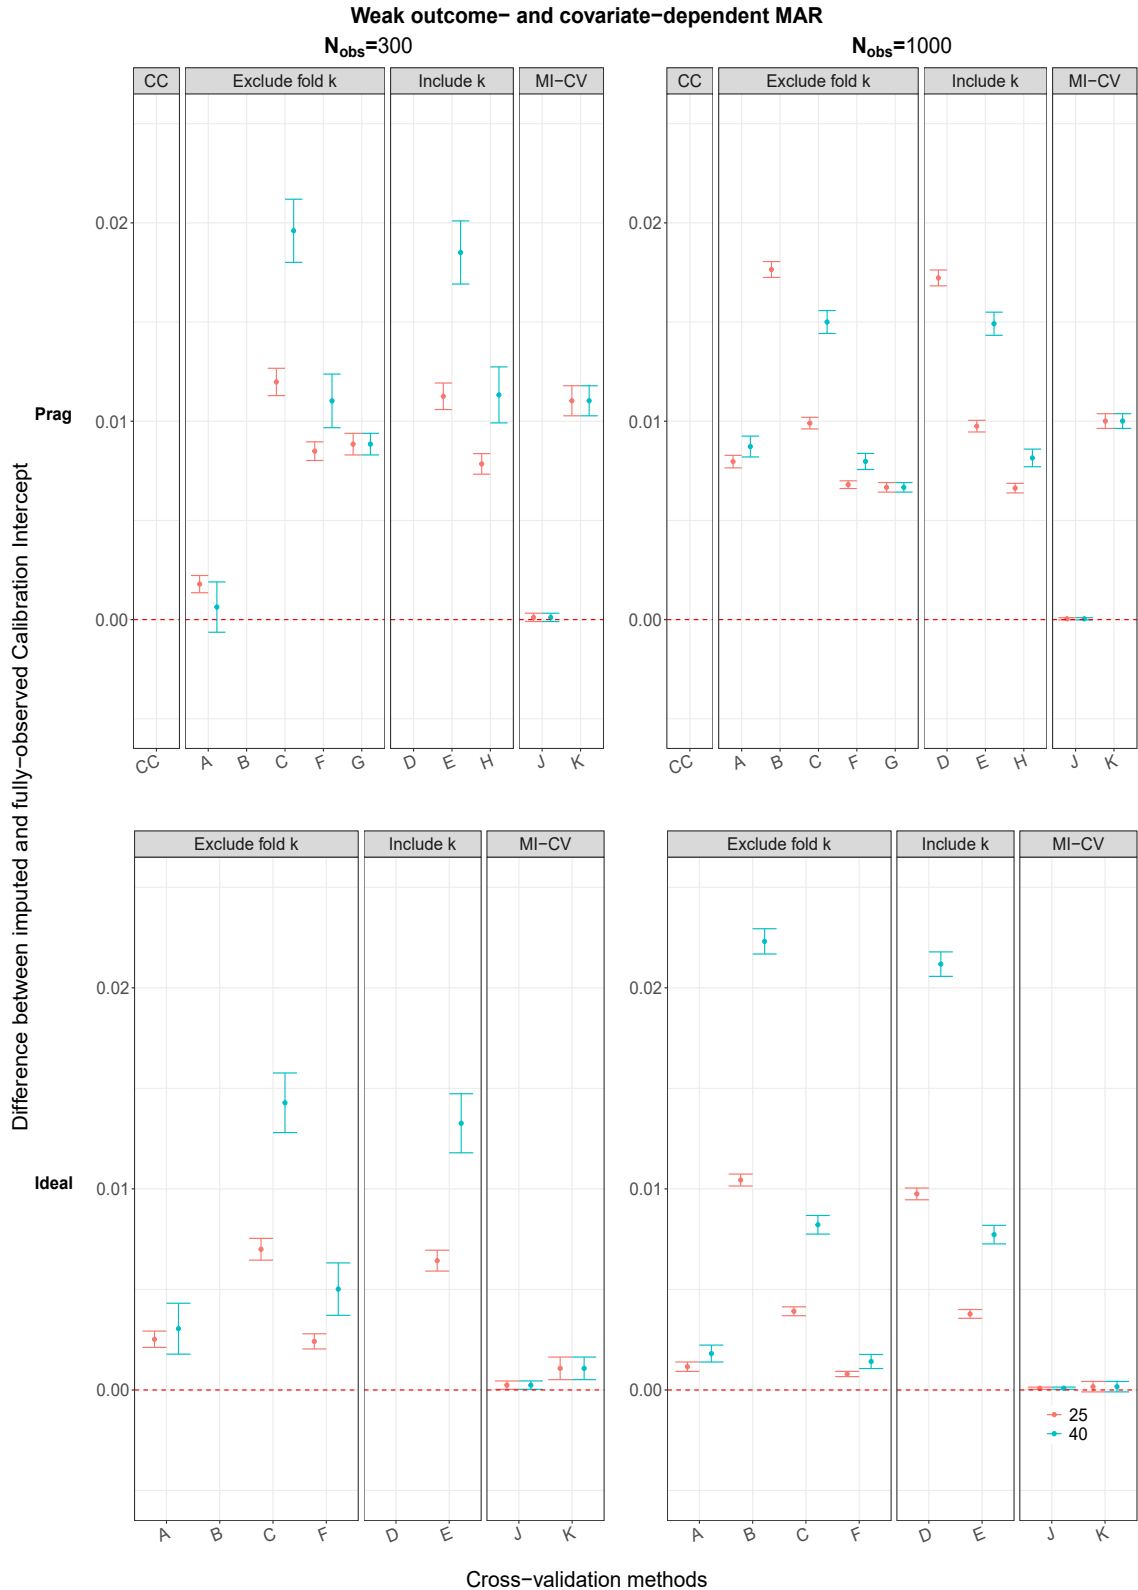 Weak outcome− and covariate−dependent MAR
Nobs=300 Nobs=1000
CC Exclude fold k Include k MI−CV CC Exclude fold k Include k MI−CV
0.02 0.02
Prag 0.01 0.01
0.00 0.00
CC A B C F G D E H J K CC A B C F G D E H J K
Difference between imputed and fully−observed Calibration Intercept
Exclude fold k Include k MI−CV Exclude fold k Include k MI−CV
0.02 0.02
Ideal 0.01 0.01
0.00 0.00
25
40
A B C F D E J K A B C F D E J K
Cross−validation methods